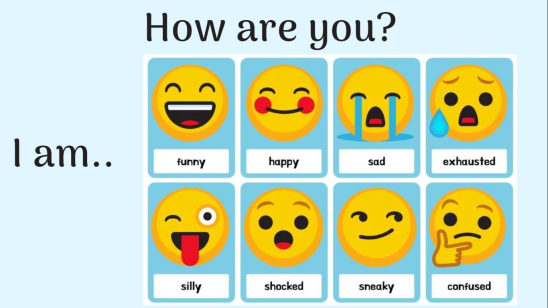 How are you?
I am..
funny happy sad exhausted
silly shocked sneaky confused